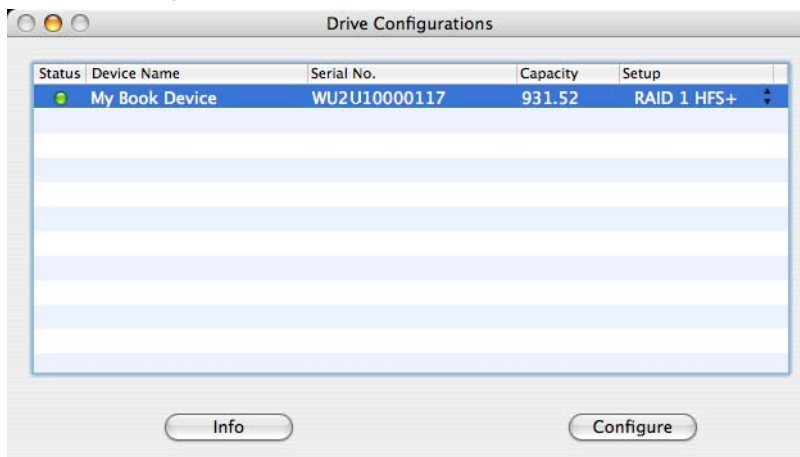 Drive Configurations
Status Device Name Serial No. Capacity Setup
My Book Device WU2U10000117 931.52 RAID 1 HFS+
Info Configure